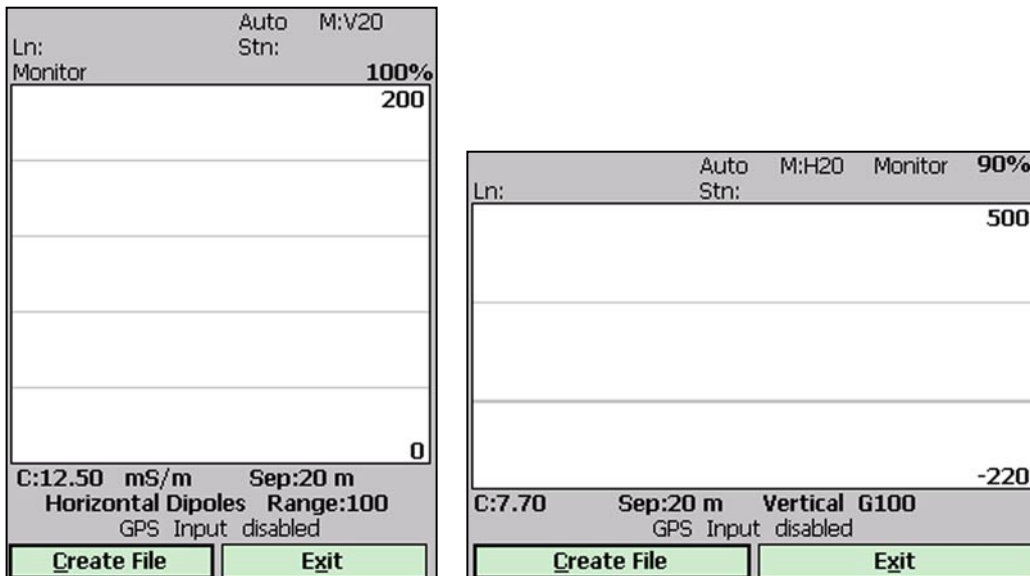 Auto M:V20
Ln: Stn:
Monitor 100%
200
0
C:12.50 mS/m Sep:20 m
Horizontal Dipoles Range:100
GPS Input disabled
Create File Exit
Auto M:H20 Monitor 90%
Ln: Stn:
500
-220
C:7.70 Sep:20 m Vertical G100
GPS Input disabled
Create File Exit